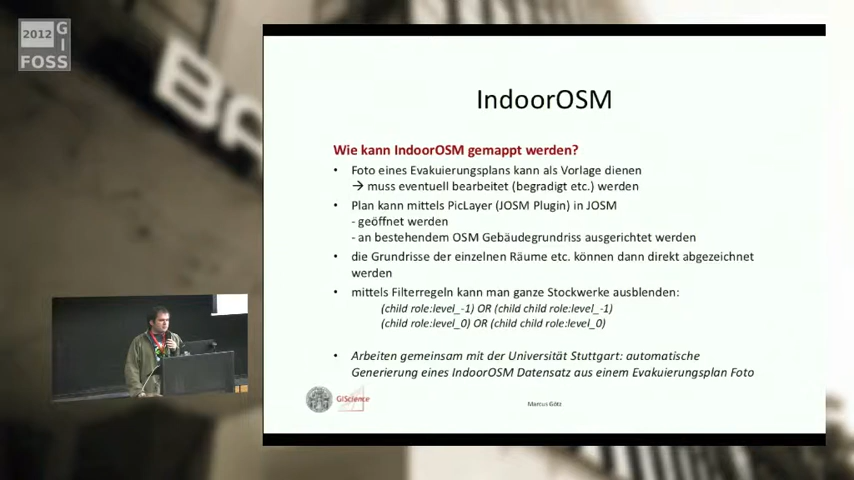 2012
GI
FOSS
BA
IndoorOSM
Wie kann IndoorOSM gemappt werden?
• Foto eines Evakuierungsplans kann als Vorlage dienen
→ muss eventuell bearbeitet (begradigt etc.) werden
• Plan kann mittels PicLayer (JOSM Plugin) in JOSM
- geöffnet werden
- an bestehendem OSM Gebäudegrundriss ausgerichtet werden
• die Grundrisse der einzelnen Räume etc. können dann direkt abgezeichnet
werden
• mittels Filterregeln kann man ganze Stockwerke ausblenden:
(child role:level_-1) OR (child child role:level_-1)
(child role:level_0) OR (child child role:level_0)
• Arbeiten gemeinsam mit der Universität Stuttgart: automatische
Generierung eines IndoorOSM Datensatz aus einem Evakuierungsplan Foto
GIScience
Marcus Götz